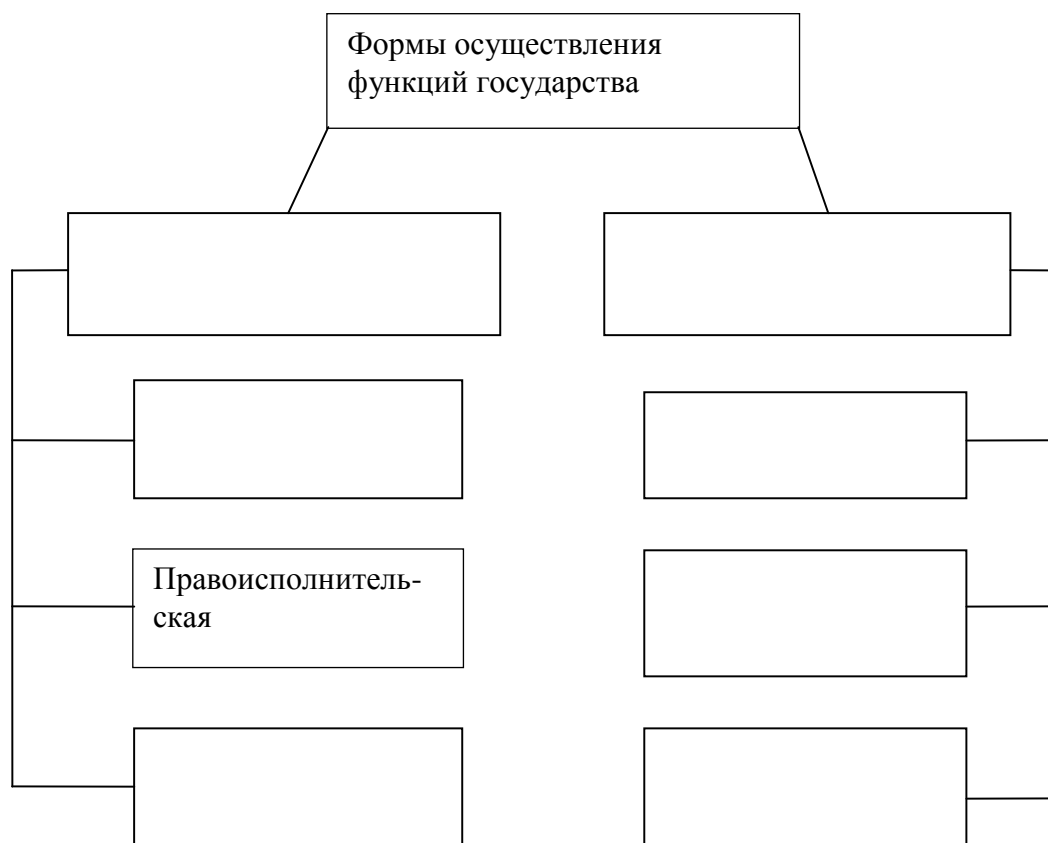 Формы осуществления
функций государства
Правоисполнитель-
ская